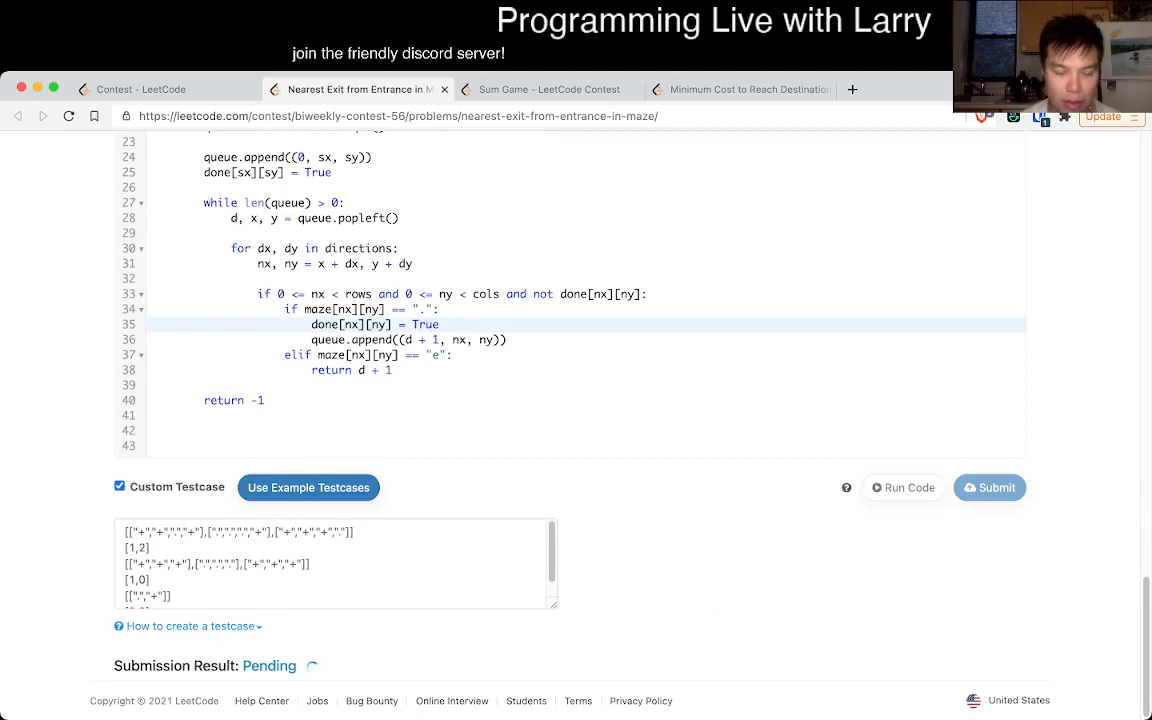 Programming Live with Larry
join the friendly discord server!
Contest - LeetCode
Nearest Exit from Entrance in M
Sum Game - LeetCode Contest
Minimum Cost to Reach Destination
https://leetcode.com/contest/biweekly-contest-56/problems/nearest-exit-from-entrance-in-maze/
Update
23
24 queue.append((0, sx, sy))
25 done[sx][sy] = True
26
27 while len(queue) > 0:
28 d, x, y = queue.popleft()
29
30 for dx, dy in directions:
31 nx, ny = x + dx, y + dy
32
33 if 0 <= nx < rows and 0 <= ny < cols and not done[nx][ny]:
34 if maze[nx][ny] == ".":
35 done[nx][ny] = True
36 queue.append((d + 1, nx, ny))
37 elif maze[nx][ny] == "e":
38 return d + 1
39
40 return -1
41
42
43
Custom Testcase
Use Example Testcases
Run Code
Submit
[["+","+",".","+"],[".",".",".","+"],["+","+","+","."]]
[1,2]
[["+","+","+"],[".",".","."],["+","+","+"]]
[1,0]
[[".","+"]]
How to create a testcase
Submission Result: Pending
Copyright © 2021 LeetCode
Help Center
Jobs
Bug Bounty
Online Interview
Students
Terms
Privacy Policy
United States